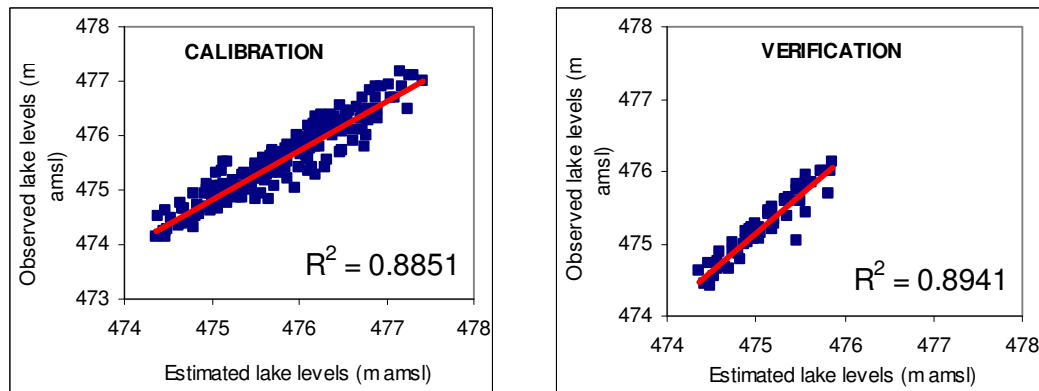 CALIBRATION
Observed lake levels (m
amsl)
478
477
476
475
474
473
R² = 0.8851
474 475 476 477 478
Estimated lake levels (m amsl)
VERIFICATION
Observed lake levels (m
amsl)
478
477
476
475
474
R² = 0.8941
474 475 476 477 478
Estimated lake levels (m amsl)